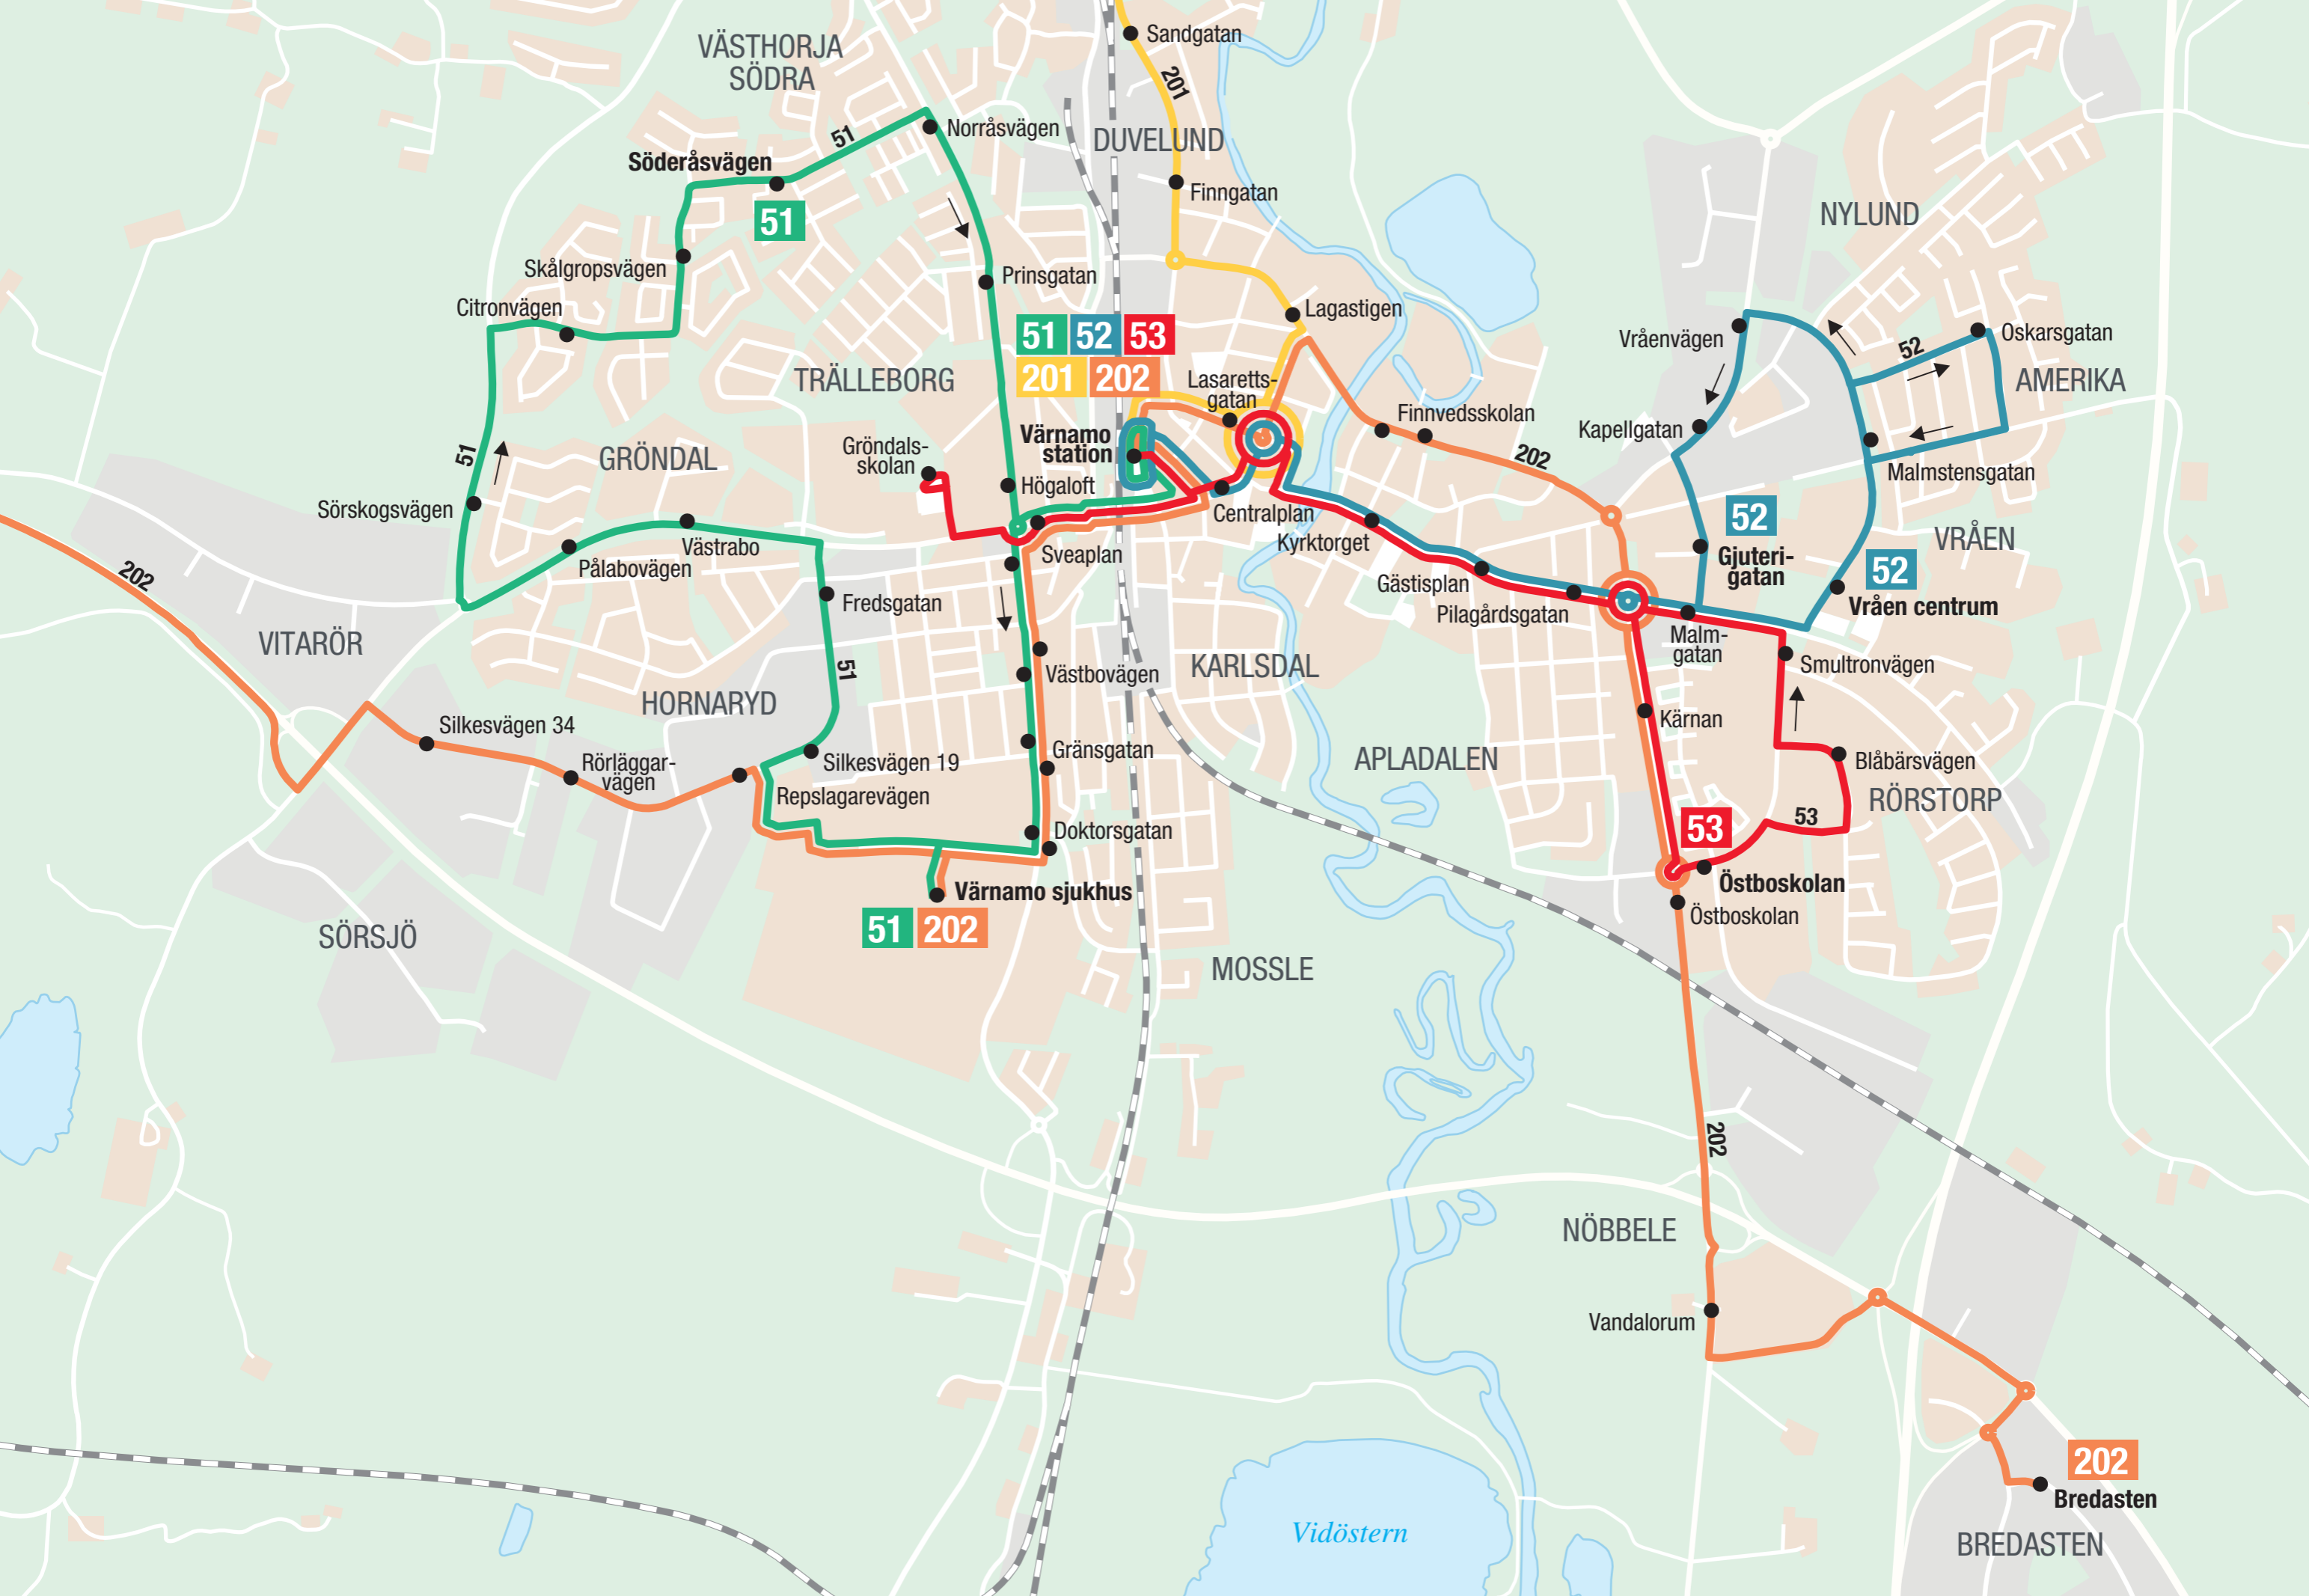 Sandgatan
VÄSTHORJA
SÖDRA
201
51
Norråsvägen
DUVELUND
Söderåsvägen
51
Finngatan
NYLUND
Skålgropsvägen
Prinsgatan
Citronvägen
Lagastigen
51 52 53
201 202
Vråenvägen
52
Oskarsgatan
TRÄLLEBORG
Lasaretts-
gatan
AMERIKA
Finnvedsskolan
Kapellgatan
Värnamo
station
Gröndals-
skolan
GRÖNDAL
51
202
Malmstensgatan
Högaloft
Sörskogsvägen
Centralplan
52
Kyrktorget
VRÅEN
Västrabo
Sveaplan
Gjuteri-
gatan
Pålabovägen
202
52
Gästisplan
Fredsgatan
Vråen centrum
Pilagårdsgatan
VITARÖR
Malm-
gatan
51
Västbovägen
KARLSDAL
Smultronvägen
HORNARYD
Silkesvägen 34
Kärnan
Gränsgatan
APLADALEN
Rörläggar-
vägen
Silkesvägen 19
Blåbärsvägen
Repslagarevägen
RÖRSTORP
53
53
Doktorsgatan
Värnamo sjukhus
Östboskolan
51 202
Östboskolan
SÖRSJÖ
MOSSLE
202
NÖBBELE
Vandalorum
202
Bredasten
Vidöstern
BREDASTEN